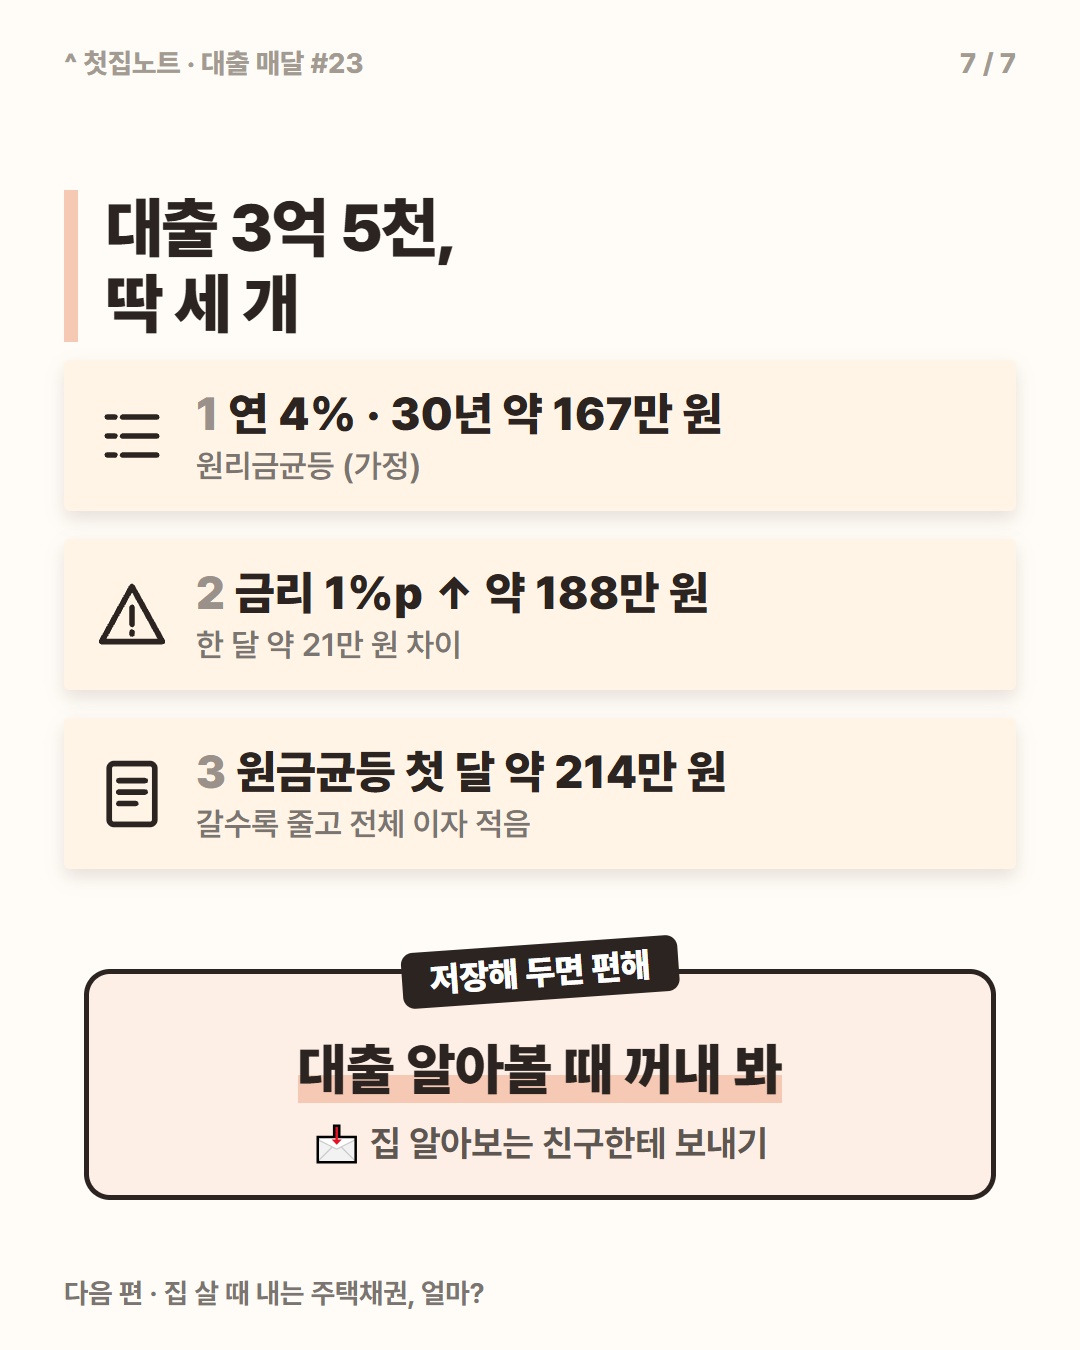 ^ 첫집노트 · 대출 매달 #23
7 / 7
대출 3억 5천,
딱 세 개
1 연 4% · 30년 약 167만 원
원리금균등 (가정)
2 금리 1%p ↑ 약 188만 원
한 달 약 21만 원 차이
3 원금균등 첫 달 약 214만 원
갈수록 줄고 전체 이자 적음
저장해 두면 편해
대출 알아볼 때 꺼내 봐
📩 집 알아보는 친구한테 보내기
다음 편 · 집 살 때 내는 주택채권, 얼마?